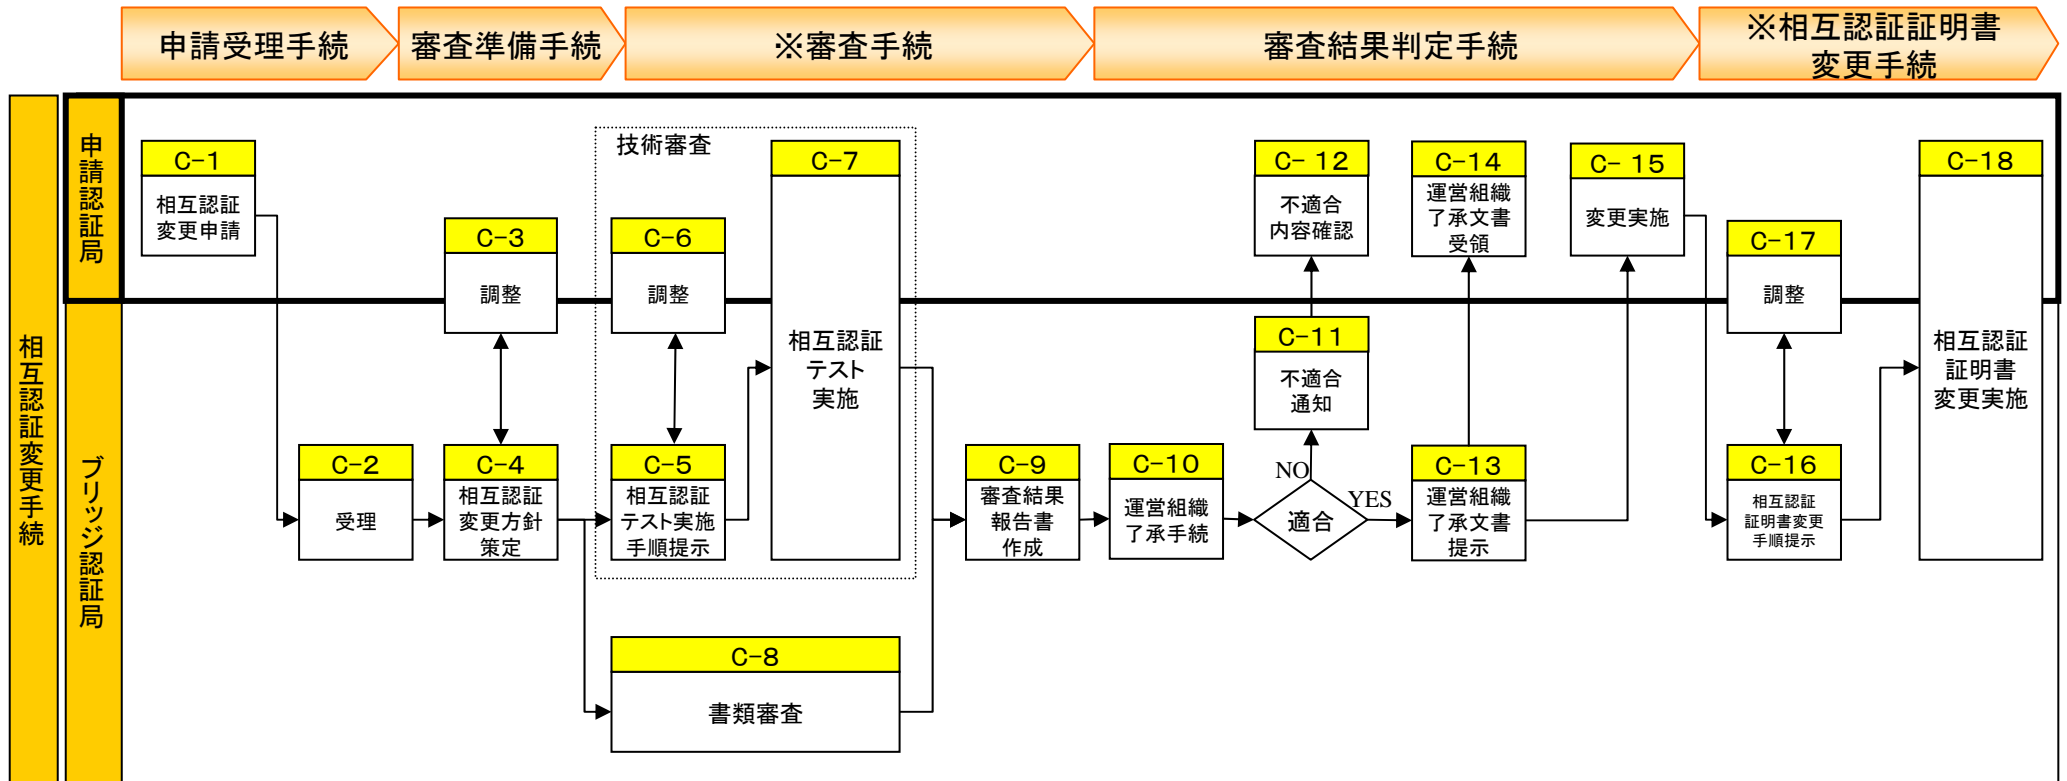 申請受理手続
審査準備手続
※審査手続
審査結果判定手続
※相互認証証明書
変更手続
相互認証変更手続
申請認証局
ブリッジ認証局
C-1
相互認証
変更申請
C-2
受理
C-3
調整
C-4
相互認証
変更方針
策定
技術審査
C-6
調整
C-5
相互認証
テスト実施
手順提示
C-7
相互認証
テスト
実施
C-8
書類審査
C-9
審査結果
報告書
作成
C-10
運営組織
了承手続
適合
NO
YES
C-11
不適合
通知
C- 12
不適合
内容確認
C-13
運営組織
了承文書
提示
C-14
運営組織
了承文書
受領
C- 15
変更実施
C-16
相互認証
証明書変更
手順提示
C-17
調整
C-18
相互認証
証明書
変更実施